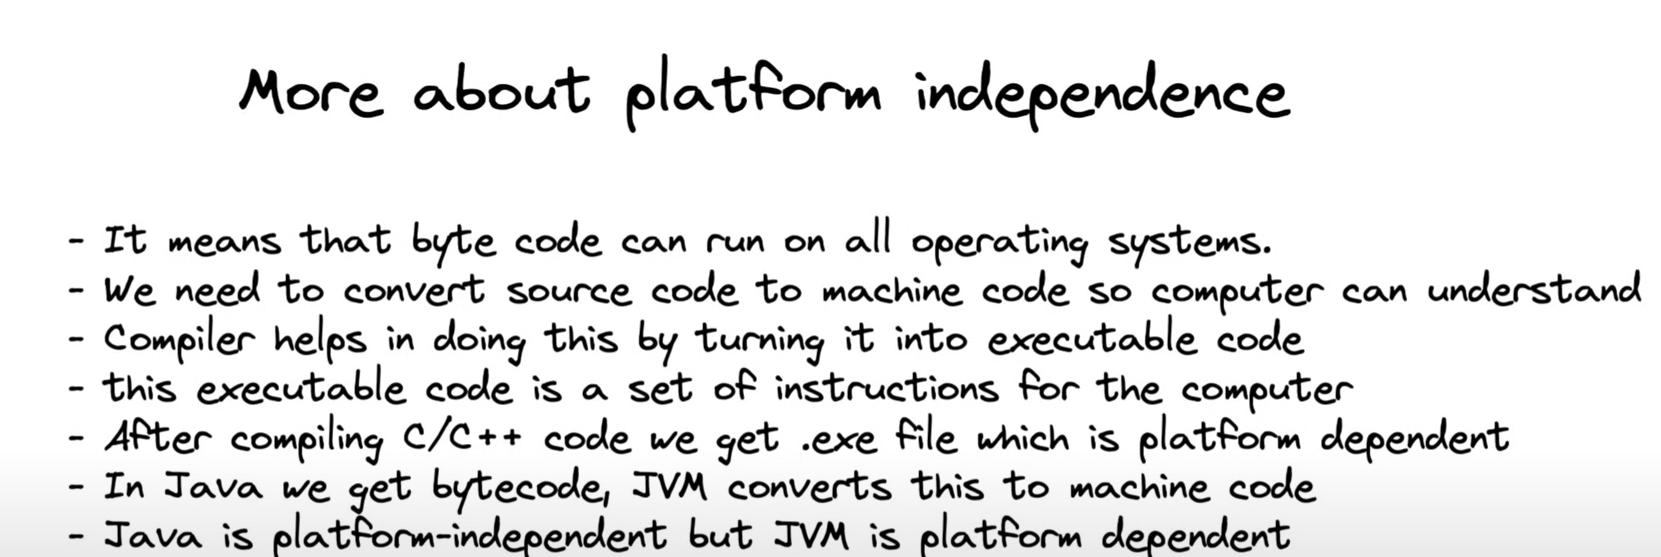 More about platform independence
- It means that byte code can run on all operating systems.
- We need to convert source code to machine code so computer can understand
- Compiler helps in doing this by turning it into executable code
- this executable code is a set of instructions for the computer
- After compiling C/C++ code we get .exe file which is platform dependent
- In Java we get bytecode, JVM converts this to machine code
- Java is platform-independent but JVM is platform dependent